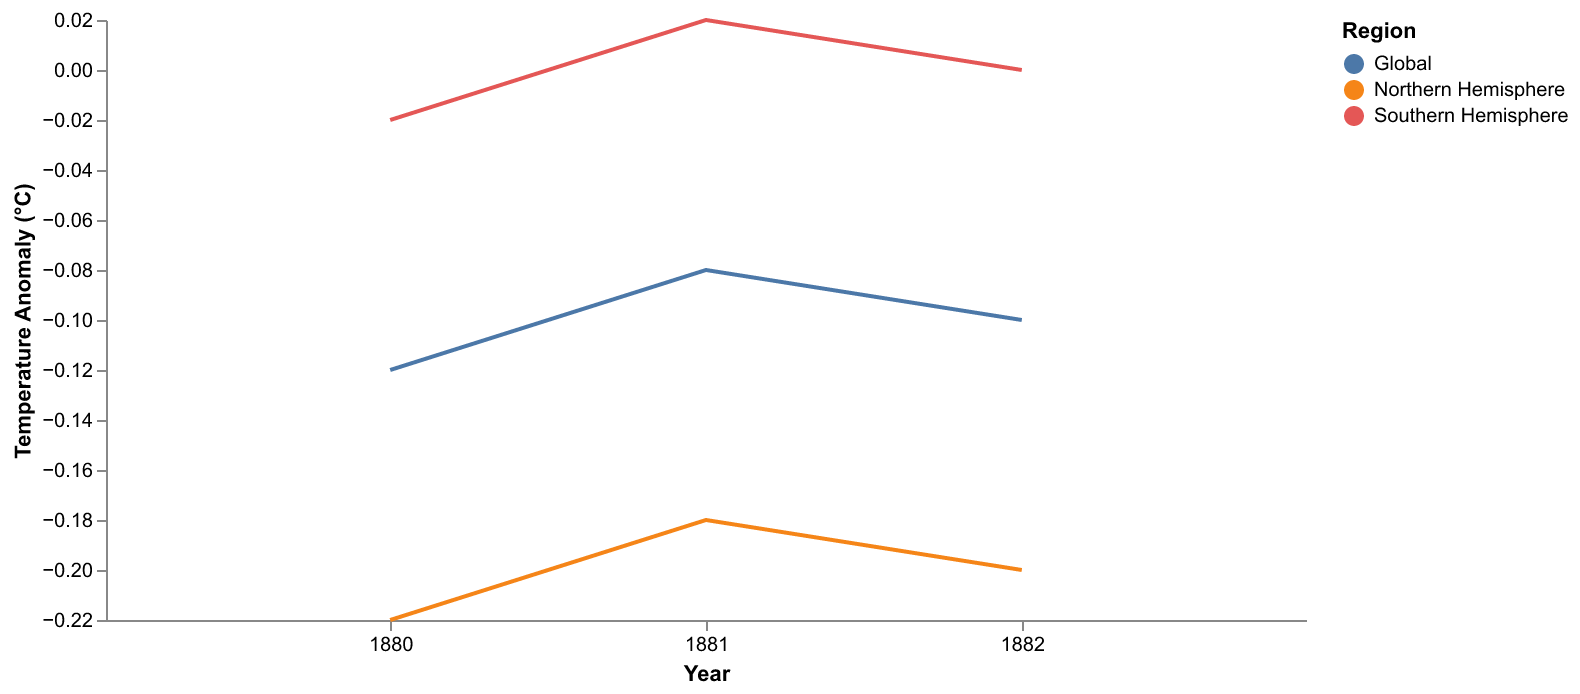 0.02
0.00
−0.02
−0.04
−0.06
−0.08
−0.10
−0.12
−0.14
−0.16
−0.18
−0.20
−0.22
Temperature Anomaly (°C)
1880 1881 1882
Year
Region
Global
Northern Hemisphere
Southern Hemisphere